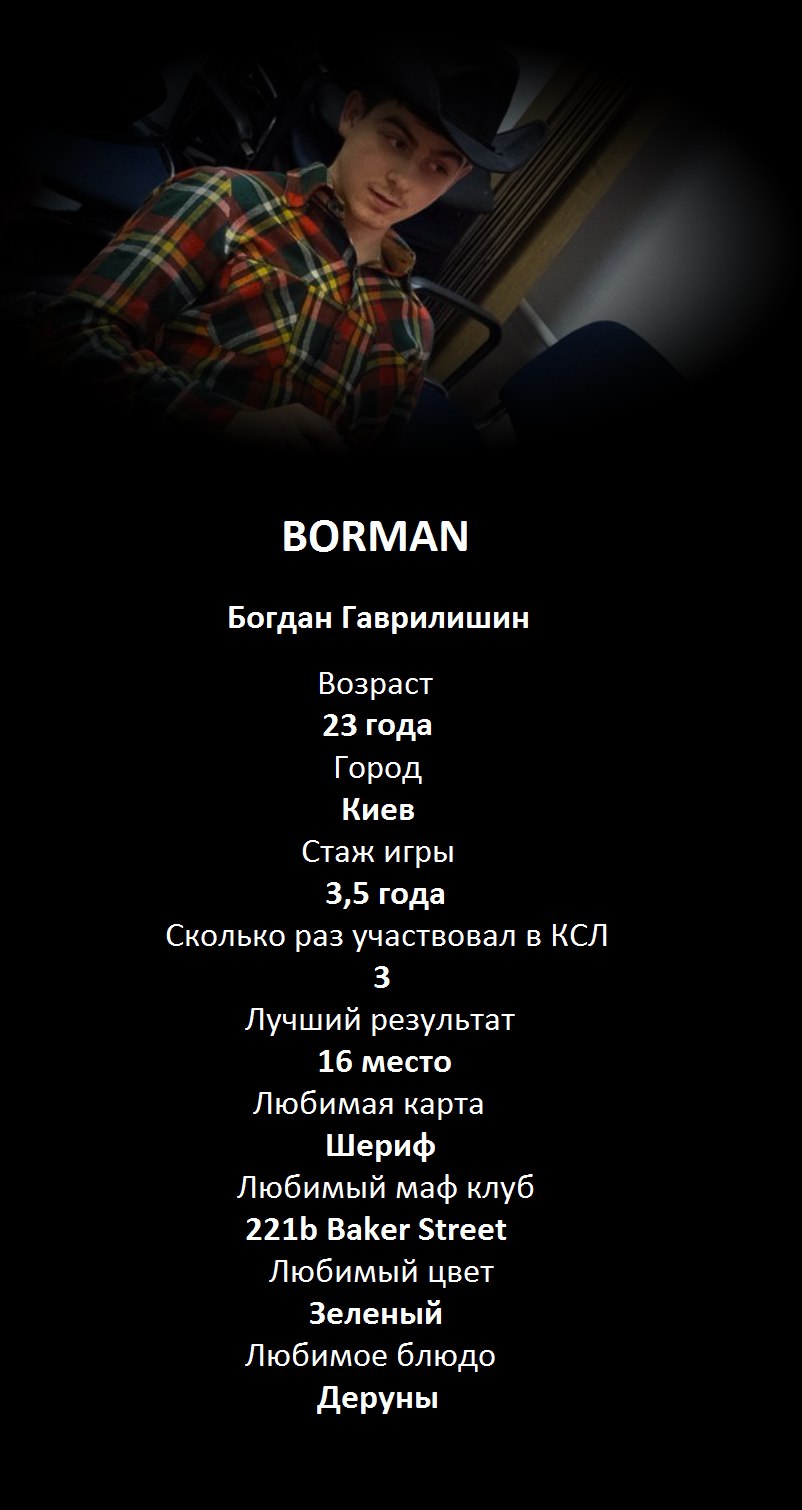 BORMAN
Богдан Гаврилишин
Возраст
23 года
Город
Киев
Стаж игры
3,5 года
Сколько раз участвовал в КСЛ
3
Лучший результат
16 место
Любимая карта
Шериф
Любимый маф клуб
221b Baker Street
Любимый цвет
Зеленый
Любимое блюдо
Деруны